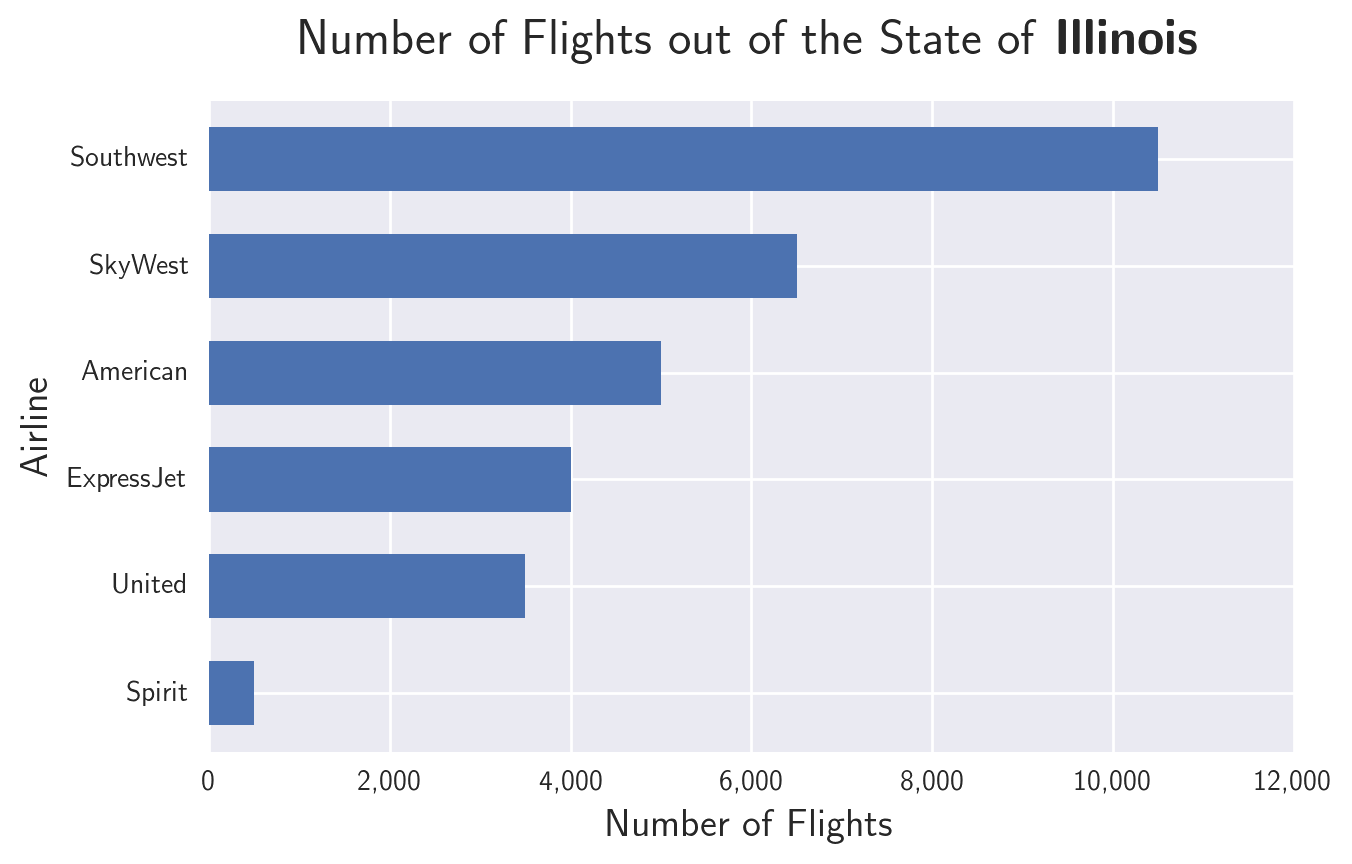 Number of Flights out of the State of Illinois
Southwest
SkyWest
American
ExpressJet
United
Spirit
Airline
0 2,000 4,000 6,000 8,000 10,000 12,000
Number of Flights